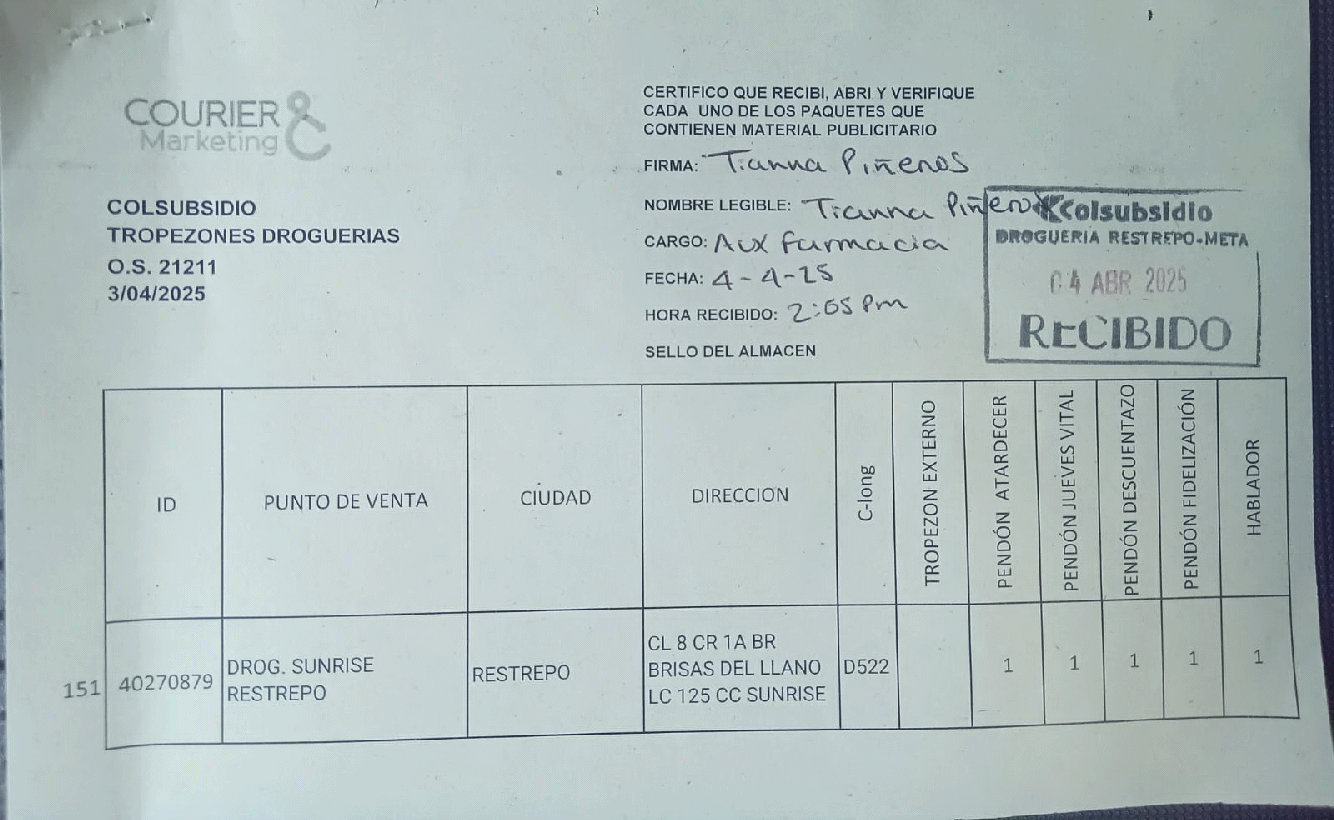 COURIER &
Marketing
COLSUBSIDIO
TROPEZONES DROGUERIAS
O.S. 21211
3/04/2025
CERTIFICO QUE RECIBI, ABRI Y VERIFIQUE
CADA UNO DE LOS PAQUETES QUE
CONTIENEN MATERIAL PUBLICITARIO
FIRMA: Tianna Piñeros
NOMBRE LEGIBLE: Tianna Piñeros
CARGO: Aux farmacia
FECHA: 4-4-25
HORA RECIBIDO: 2:05 Pm
SELLO DEL ALMACEN
Colsubsidio
DROGUERIA RESTREPO-META
04 ABR 2025
RECIBIDO
ID PUNTO DE VENTA CIUDAD DIRECCION C-long TROPEZON EXTERNO PENDÓN ATARDECER PENDÓN JUEVES VITAL PENDÓN DESCUENTAZO PENDÓN FIDELIZACIÓN HABLADOR
151 40270879
DROG. SUNRISE
RESTREPO
RESTREPO
CL 8 CR 1A BR
BRISAS DEL LLANO
LC 125 CC SUNRISE
D522 1 1 1 1 1